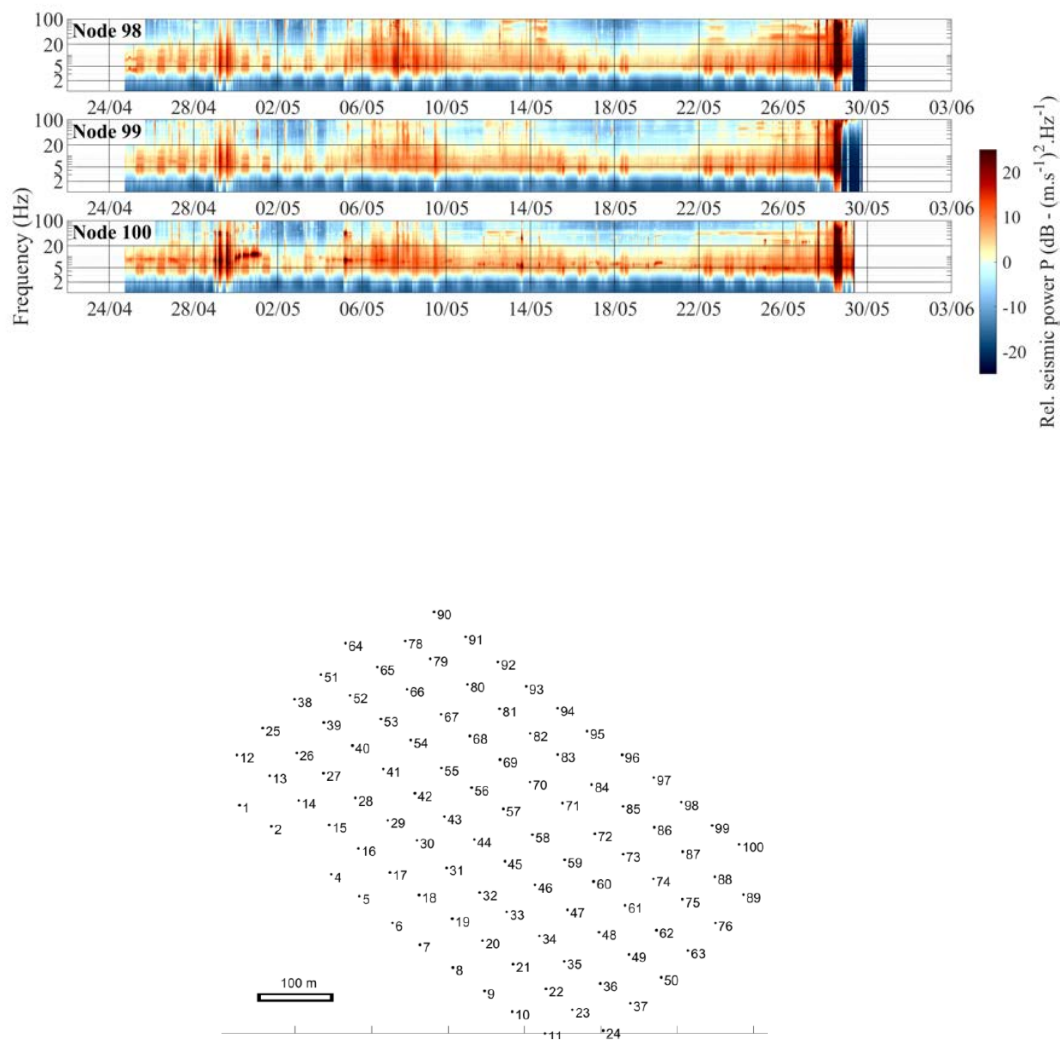 Node 98
100
20
5
2
24/04 28/04 02/05 06/05 10/05 14/05 18/05 22/05 26/05 30/05 03/06
Node 99
100
20
5
2
24/04 28/04 02/05 06/05 10/05 14/05 18/05 22/05 26/05 30/05 03/06
Node 100
100
20
5
2
24/04 28/04 02/05 06/05 10/05 14/05 18/05 22/05 26/05 30/05 03/06
Frequency (Hz)
20
10
0
-10
-20
Rel. seismic power P (dB - (m.s⁻¹)².Hz⁻¹)
90
64 78 91
65 79 92
51
38 52 66 80 93
25 39 53 67 81 94
12 26 40 54 68 82 95
13 27 41 55 69 83 96
1 14 28 42 56 70 84 97
2 15 29 43 57 71 85 98
16 30 44 58 72 86 99
4 17 31 45 59 73 87 100
5 18 32 46 60 74 88
6 19 33 47 61 75 89
7 20 34 48 62 76
8 21 35 49 63
9 22 36 50
10 23 37
11 24
100 m